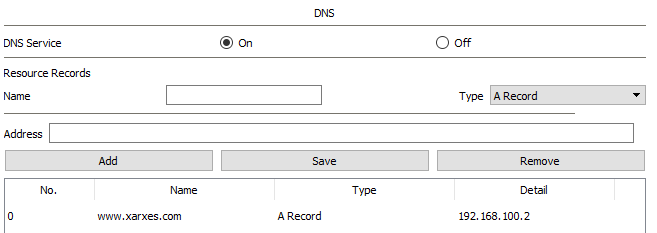 DNS
DNS Service On Off
Resource Records
Name Type A Record
Address
Add Save Remove
No. Name Type Detail
0 www.xarxes.com A Record 192.168.100.2